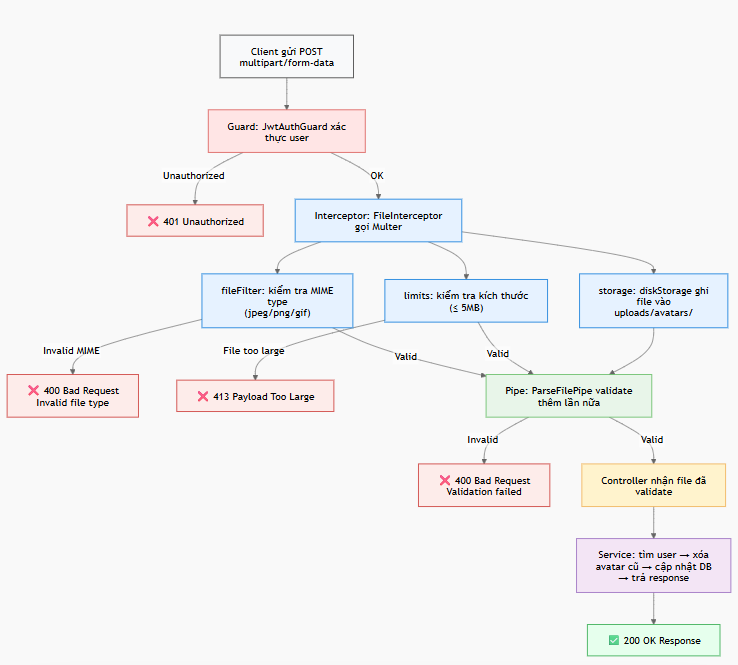 Client gửi POST
multipart/form-data
Guard: JwtAuthGuard xác
thực user
Unauthorized
OK
❌ 401 Unauthorized
Interceptor: FileInterceptor
gọi Multer
fileFilter: kiểm tra MIME
type
(jpeg/png/gif)
limits: kiểm tra kích thước
(≤ 5MB)
storage: diskStorage ghi
file vào
uploads/avatars/
Invalid MIME
File too large
Valid
Valid
❌ 400 Bad Request
Invalid file type
❌ 413 Payload Too Large
Pipe: ParseFilePipe validate
thêm lần nữa
Invalid
Valid
❌ 400 Bad Request
Validation failed
Controller nhận file đã
validate
Service: tìm user → xóa
avatar cũ → cập nhật DB
→ trả response
✅ 200 OK Response